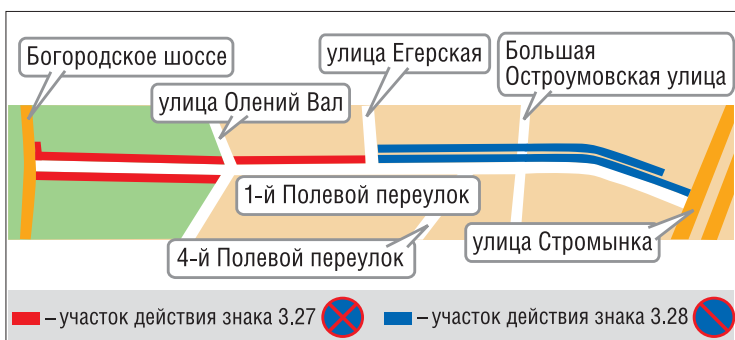 Богородское шоссе
улица Олений Вал
улица Егерская
Большая
Остроумовская улица
1-й Полевой переулок
4-й Полевой переулок
улица Стромынка
– участок действия знака 3.27
– участок действия знака 3.28